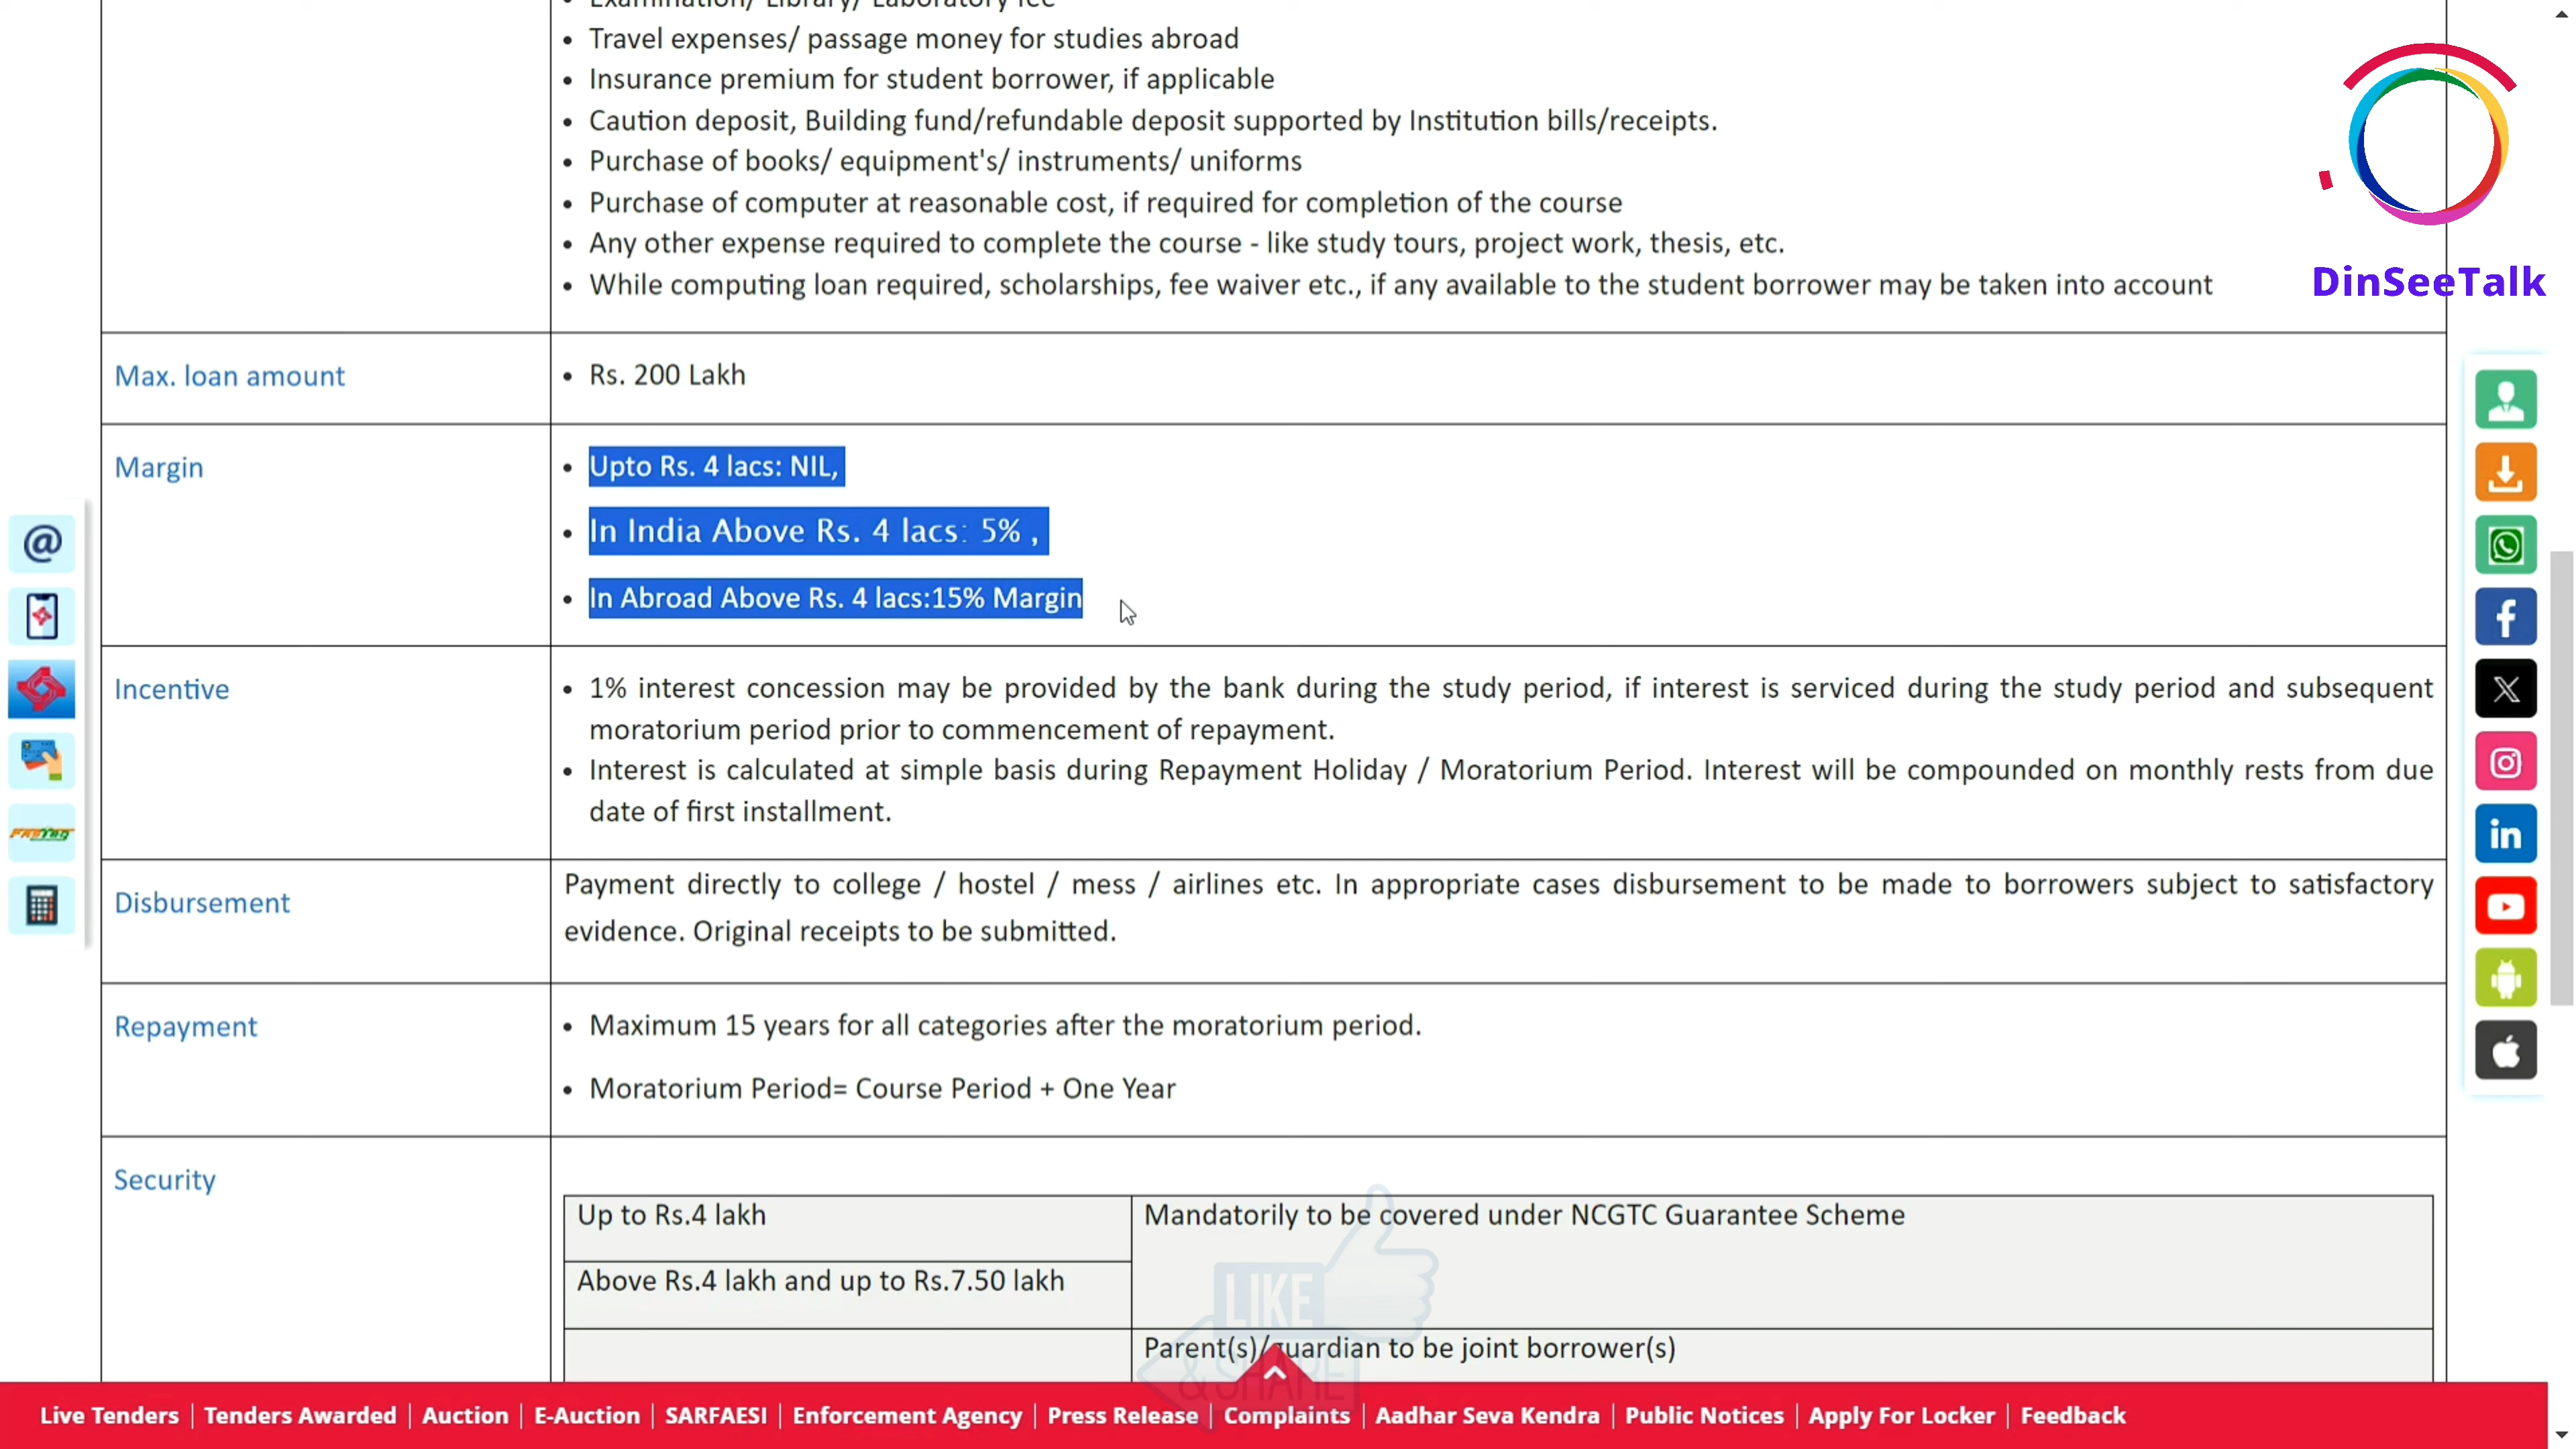 Examination/ Library/ Laboratory fee
• Travel expenses/ passage money for studies abroad
• Insurance premium for student borrower, if applicable
• Caution deposit, Building fund/refundable deposit supported by Institution bills/receipts.
• Purchase of books/ equipment's/ instruments/ uniforms
• Purchase of computer at reasonable cost, if required for completion of the course
• Any other expense required to complete the course - like study tours, project work, thesis, etc.
• While computing loan required, scholarships, fee waiver etc., if any available to the student borrower may be taken into account
DinSeeTalk
Max. loan amount
• Rs. 200 Lakh
Margin
• Upto Rs. 4 lacs: NIL,
• In India Above Rs. 4 lacs: 5% ,
• In Abroad Above Rs. 4 lacs:15% Margin
Incentive
• 1% interest concession may be provided by the bank during the study period, if interest is serviced during the study period and subsequent
moratorium period prior to commencement of repayment.
• Interest is calculated at simple basis during Repayment Holiday / Moratorium Period. Interest will be compounded on monthly rests from due
date of first installment.
Disbursement
Payment directly to college / hostel / mess / airlines etc. In appropriate cases disbursement to be made to borrowers subject to satisfactory
evidence. Original receipts to be submitted.
Repayment
• Maximum 15 years for all categories after the moratorium period.
• Moratorium Period= Course Period + One Year
Security
Up to Rs.4 lakh
Mandatorily to be covered under NCGTC Guarantee Scheme
Above Rs.4 lakh and up to Rs.7.50 lakh
Parent(s)/guardian to be joint borrower(s)
LIKE
& SHARE
@
FASTag
X
in
Live Tenders | Tenders Awarded | Auction | E-Auction | SARFAESI | Enforcement Agency | Press Release | Complaints | Aadhar Seva Kendra | Public Notices | Apply For Locker | Feedback